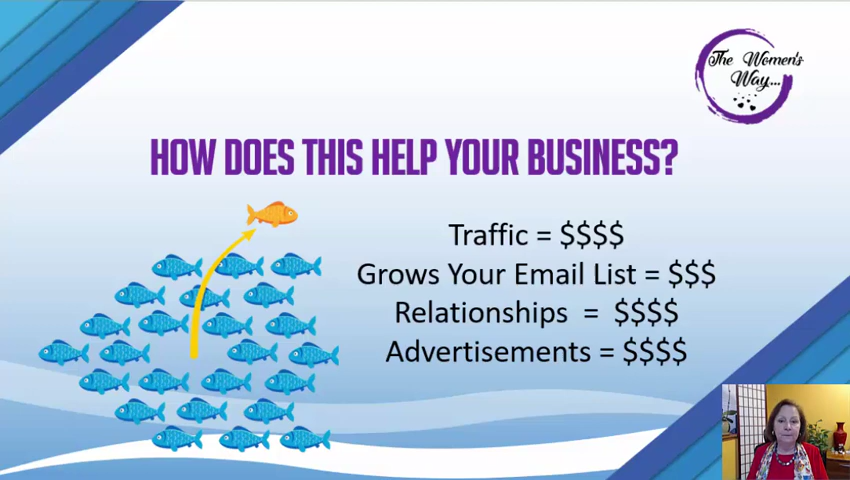 The Women's
Way...
HOW DOES THIS HELP YOUR BUSINESS?
Traffic = $$$$
Grows Your Email List = $$$
Relationships = $$$$
Advertisements = $$$$